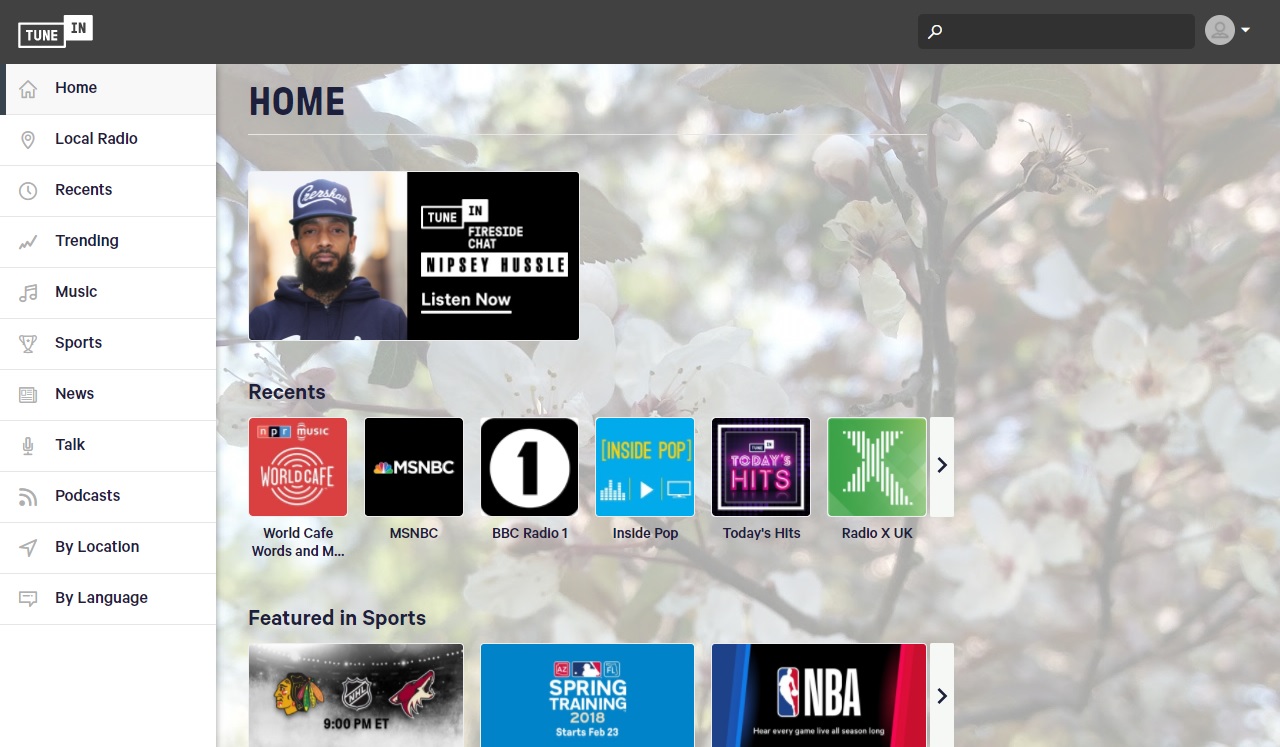 TUNE IN
Home
Local Radio
Recents
Trending
Music
Sports
News
Talk
Podcasts
By Location
By Language
HOME
Crenshaw
TUNE IN
FIRESIDE
CHAT
NIPSEY HUSSLE
Listen Now
Recents
npr MUSIC
WORLD CAFE
MSNBC
1
[INSIDE POP]
TUNE IN
TODAY'S
HITS
X
World Cafe
Words and M...
MSNBC
BBC Radio 1
Inside Pop
Today's Hits
Radio X UK
Featured in Sports
NHL
9:00 PM ET
AZ FL
SPRING
TRAINING
2018
Starts Feb 23
NBA
Hear every game live all season long